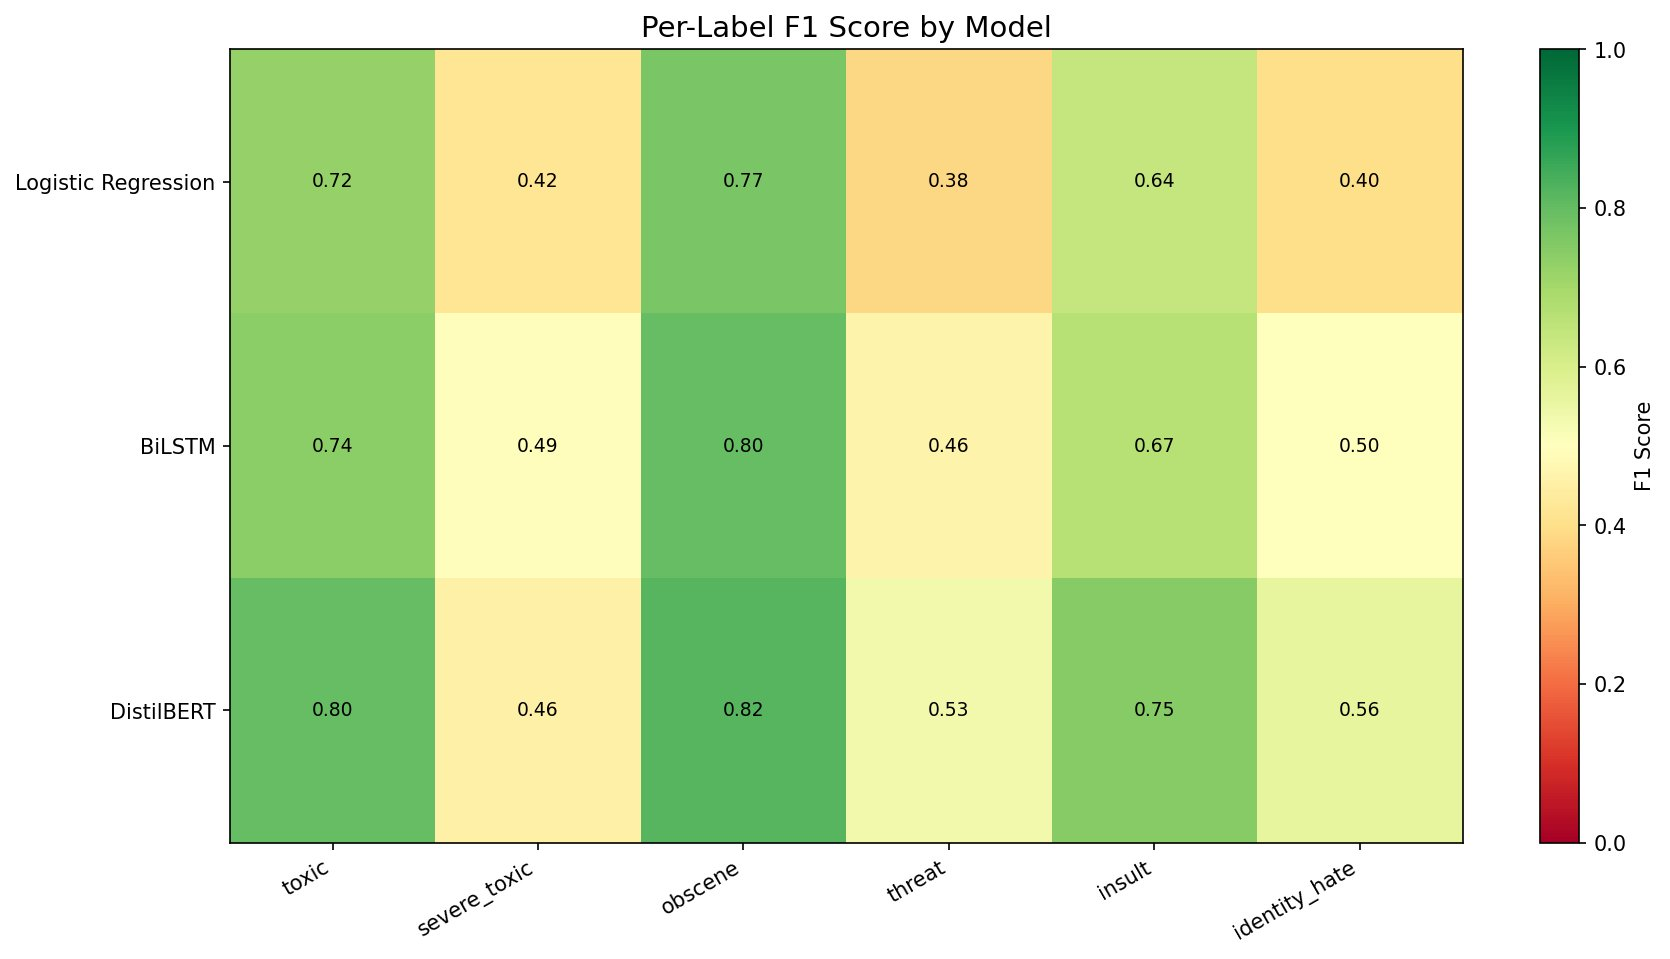 Per-Label F1 Score by Model
Logistic Regression 0.72 0.42 0.77 0.38 0.64 0.40
BiLSTM 0.74 0.49 0.80 0.46 0.67 0.50
DistilBERT 0.80 0.46 0.82 0.53 0.75 0.56
toxic severe_toxic obscene threat insult identity_hate
1.0
0.8
0.6
0.4
0.2
0.0
F1 Score